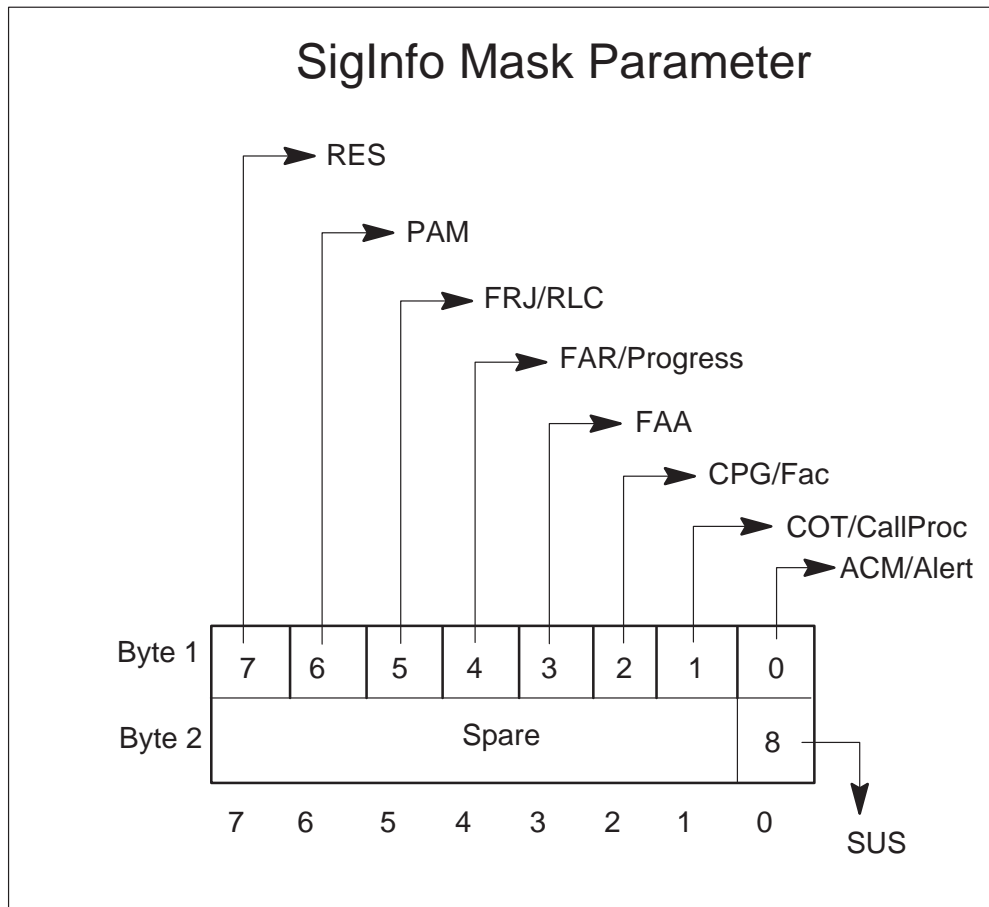 SigInfo Mask Parameter
RES
PAM
FRJ/RLC
FAR/Progress
FAA
CPG/Fac
COT/CallProc
ACM/Alert
Byte 1 7 6 5 4 3 2 1 0
Byte 2 Spare 8
7 6 5 4 3 2 1 0
SUS